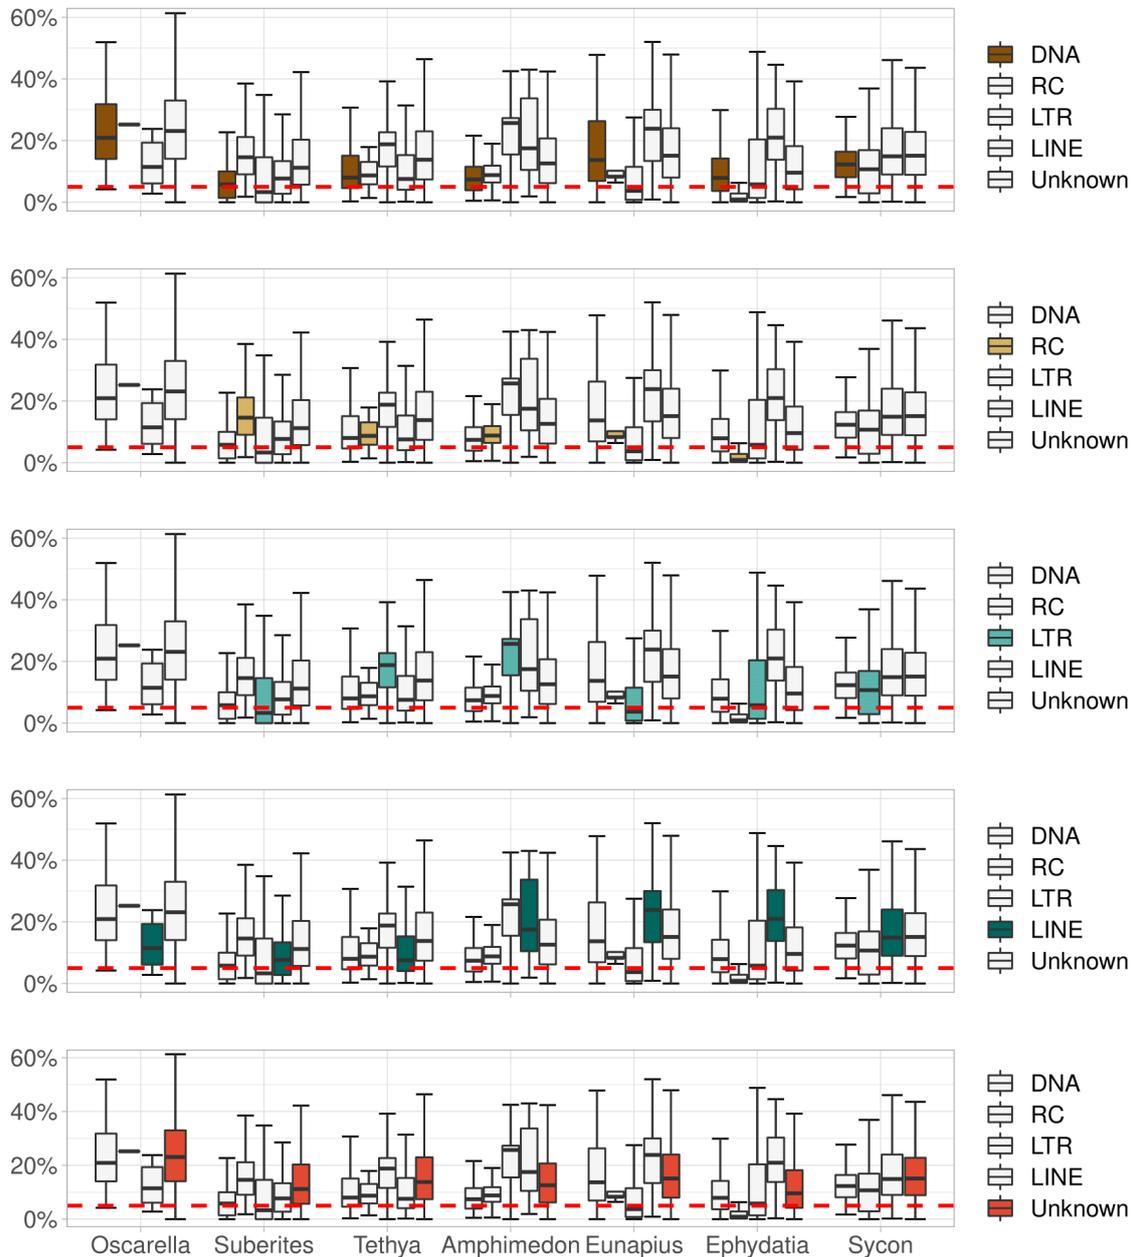 60%
40%
20%
0%
DNA
RC
LTR
LINE
Unknown
60%
40%
20%
0%
DNA
RC
LTR
LINE
Unknown
60%
40%
20%
0%
DNA
RC
LTR
LINE
Unknown
60%
40%
20%
0%
DNA
RC
LTR
LINE
Unknown
60%
40%
20%
0%
DNA
RC
LTR
LINE
Unknown
Oscarella Suberites Tethya Amphimedon Eunapius Ephydatia Sycon